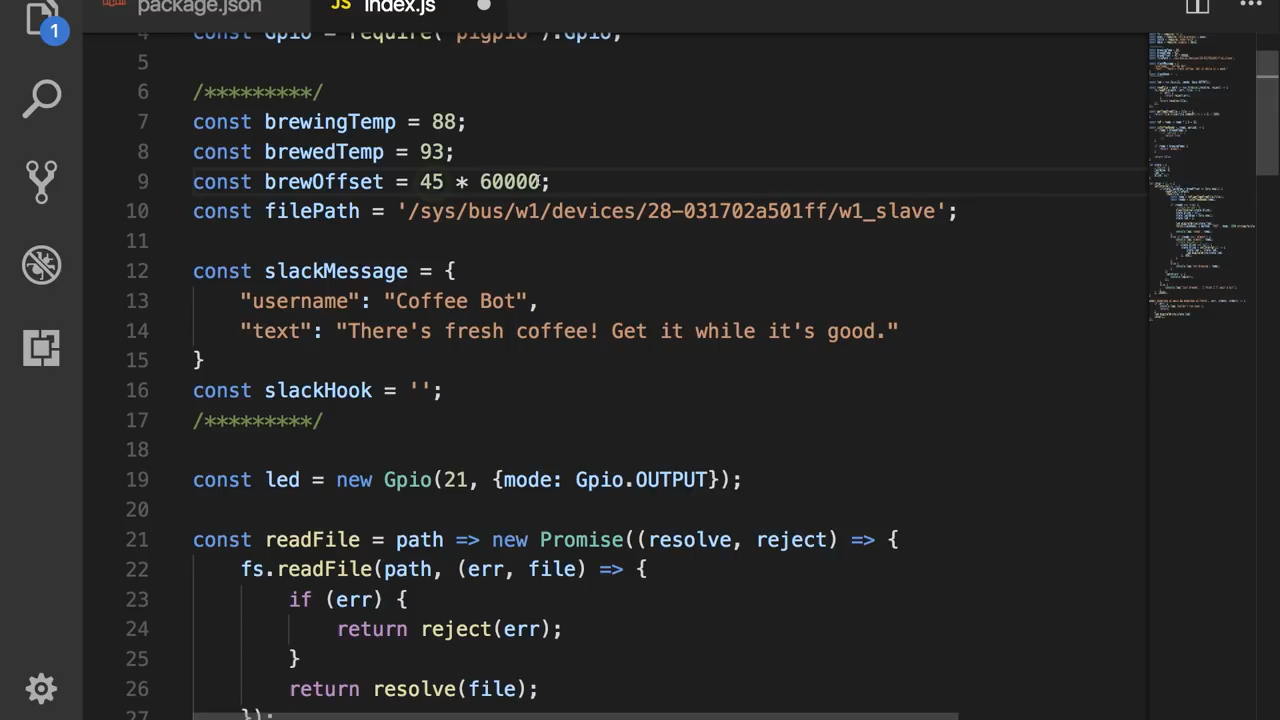 package.json
JS index.js
1
4 const Gpio = require('pigpio').Gpio;
5
6 /*********/
7 const brewingTemp = 88;
8 const brewedTemp = 93;
9 const brewOffset = 45 * 60000;
10 const filePath = '/sys/bus/w1/devices/28-031702a501ff/w1_slave';
11
12 const slackMessage = {
13 "username": "Coffee Bot",
14 "text": "There's fresh coffee! Get it while it's good."
15 }
16 const slackHook = '';
17 /*********/
18
19 const led = new Gpio(21, {mode: Gpio.OUTPUT});
20
21 const readFile = path => new Promise((resolve, reject) => {
22 fs.readFile(path, (err, file) => {
23 if (err) {
24 return reject(err);
25 }
26 return resolve(file);
27 });